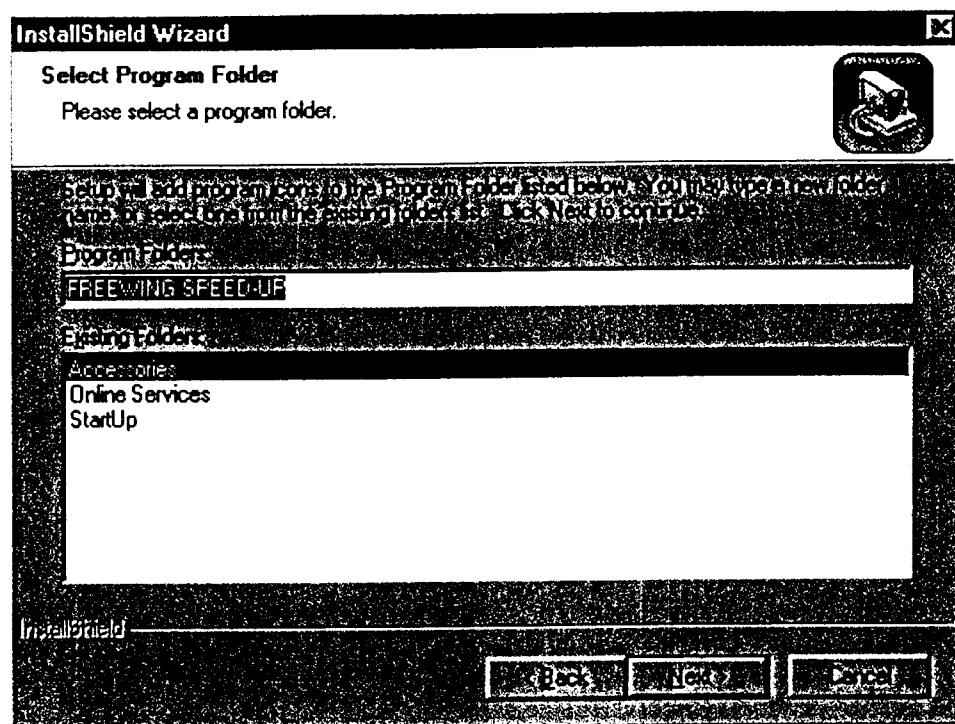 InstallShield Wizard
Select Program Folder
Please select a program folder.
Setup will add program icons to the Program Folder listed below. You may type a new folder
name, or select one from the existing folders list. Click Next to continue.
Program Folders:
FREEWING SPEED-UP
Existing Folders:
Accessories
Online Services
StartUp
InstallShield
< Back
Next >
Cancel